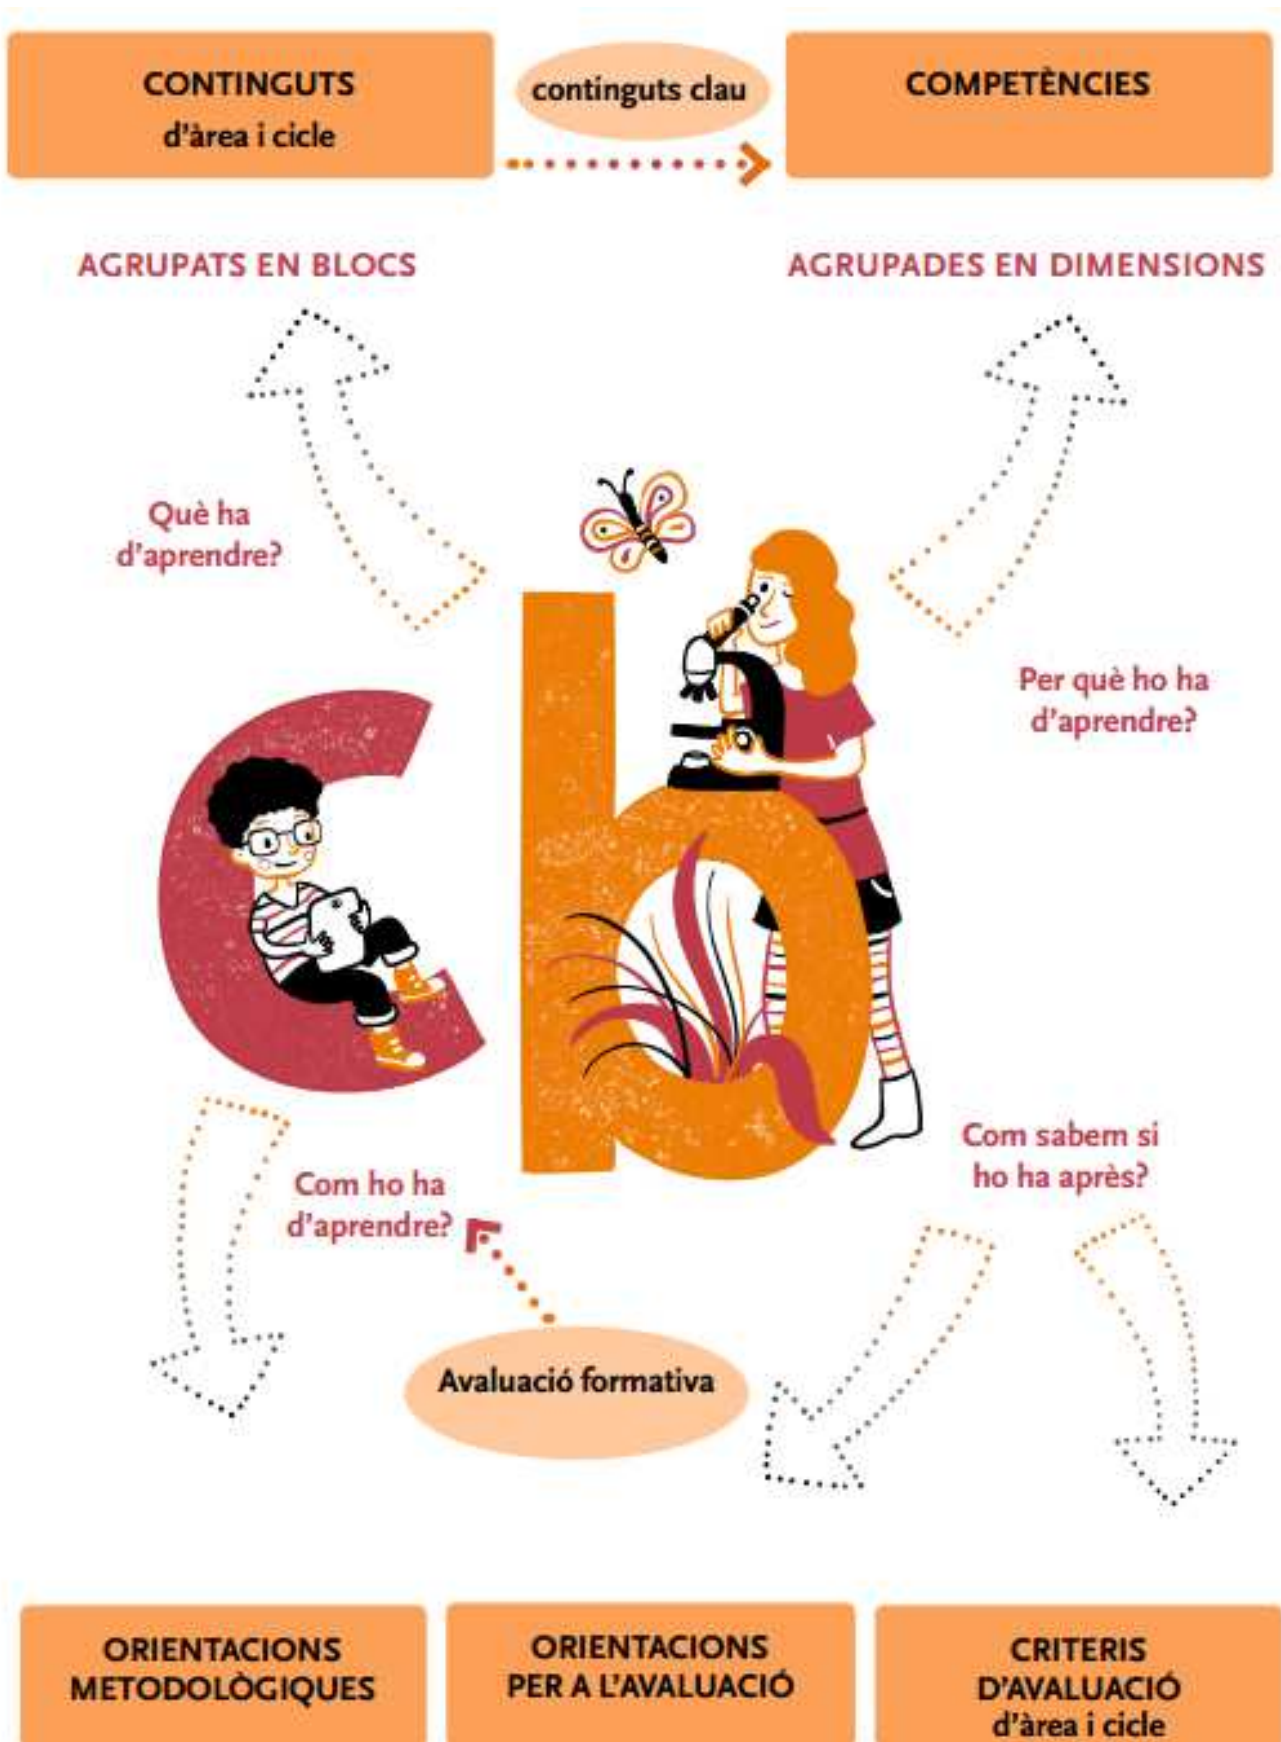 CONTINGUTS
d'àrea i cicle
continguts clau
COMPETÈNCIES
AGRUPATS EN BLOCS
AGRUPADES EN DIMENSIONS
Què ha
d'aprendre?
Per què ho ha
d'aprendre?
cb
Com ho ha
d'aprendre?
Com sabem si
ho ha après?
Avaluació formativa
ORIENTACIONS
METODOLÒGIQUES
ORIENTACIONS
PER A L'AVALUACIÓ
CRITERIS
D'AVALUACIÓ
d'àrea i cicle